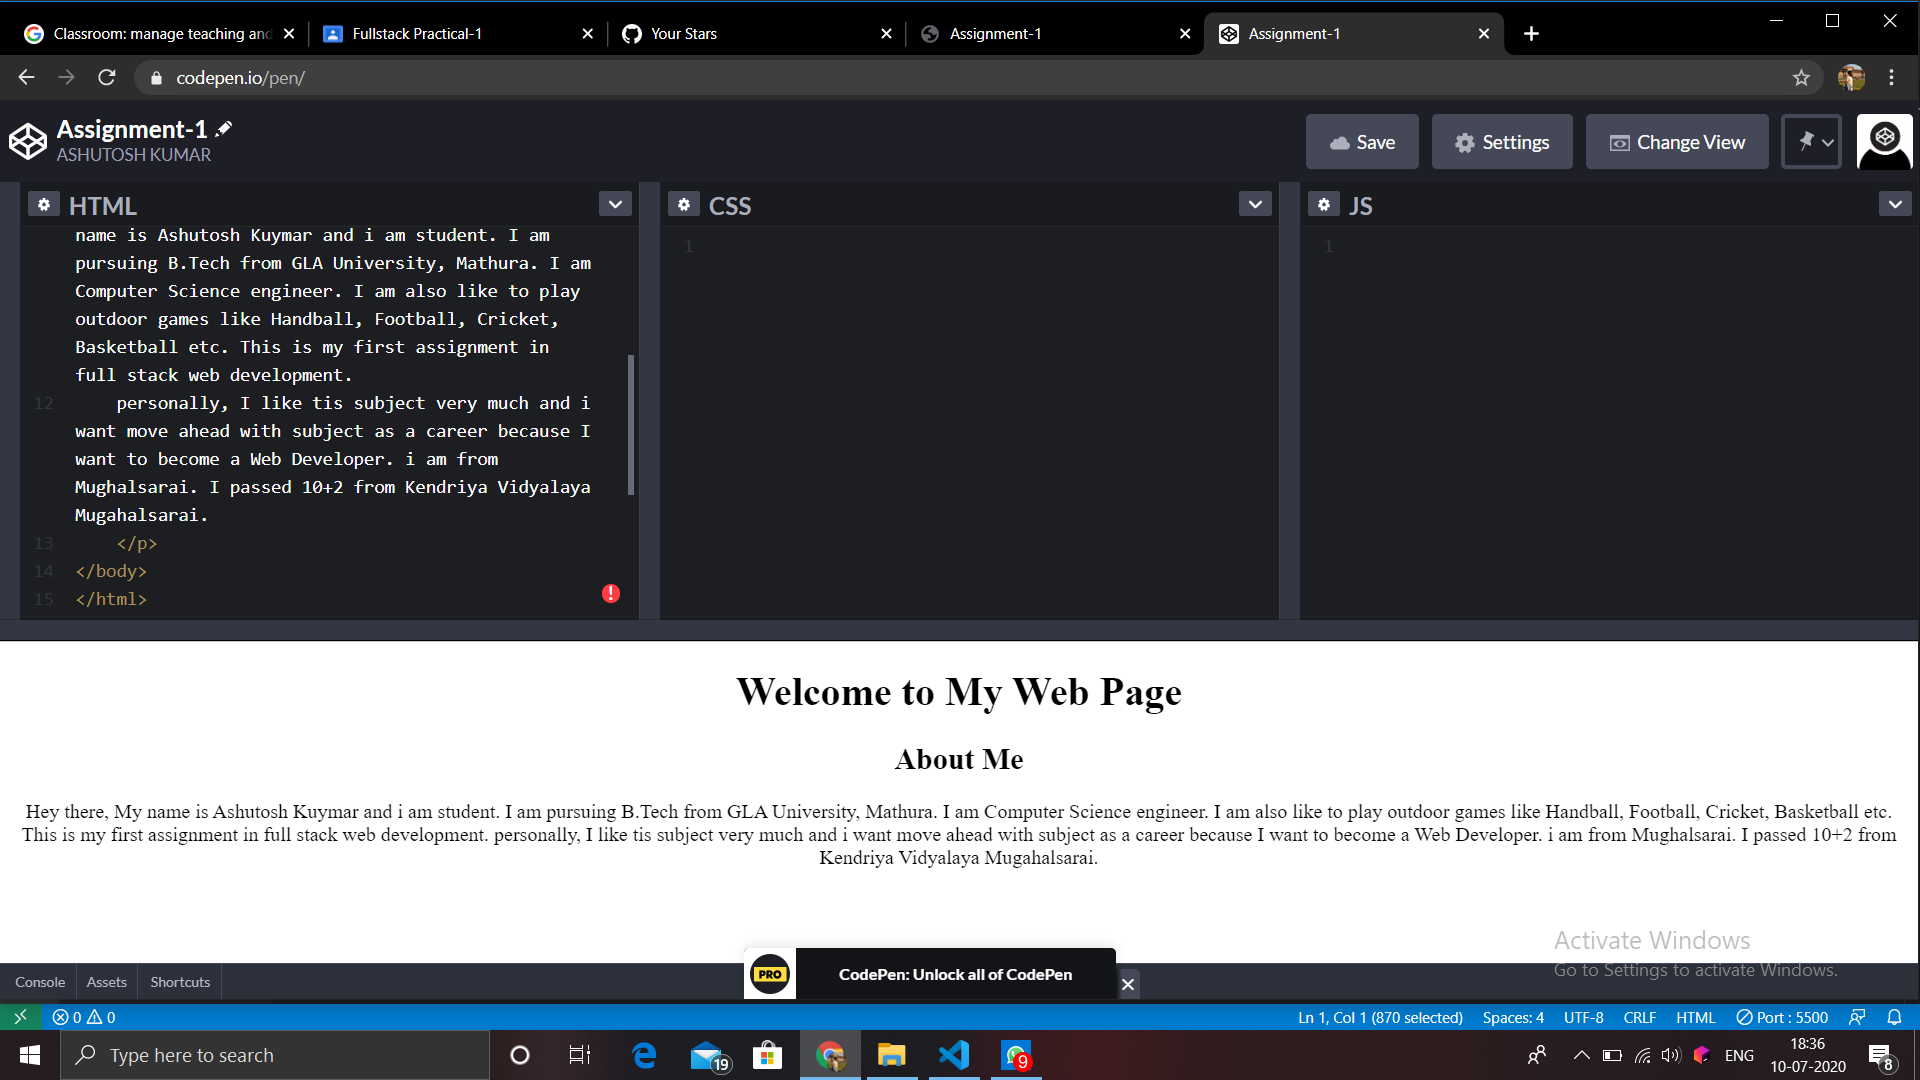 Classroom: manage teaching and
Fullstack Practical-1
Your Stars
Assignment-1
Assignment-1
codepen.io/pen/
Assignment-1
ASHUTOSH KUMAR
Save
Settings
Change View
HTML
CSS
JS
name is Ashutosh Kuymar and i am student. I am
pursuing B.Tech from GLA University, Mathura. I am
Computer Science engineer. I am also like to play
outdoor games like Handball, Football, Cricket,
Basketball etc. This is my first assignment in
full stack web development.
12 personally, I like tis subject very much and i
want move ahead with subject as a career because I
want to become a Web Developer. i am from
Mughalsarai. I passed 10+2 from Kendriya Vidyalaya
Mugahalsarai.
13 </p>
14 </body>
15 </html>
1
1
Welcome to My Web Page
About Me
Hey there, My name is Ashutosh Kuymar and i am student. I am pursuing B.Tech from GLA University, Mathura. I am Computer Science engineer. I am also like to play outdoor games like Handball, Football, Cricket, Basketball etc.
This is my first assignment in full stack web development. personally, I like tis subject very much and i want move ahead with subject as a career because I want to become a Web Developer. i am from Mughalsarai. I passed 10+2 from
Kendriya Vidyalaya Mugahalsarai.
Activate Windows
Go to Settings to activate Windows.
Console
Assets
Shortcuts
PRO
CodePen: Unlock all of CodePen
0 0
Ln 1, Col 1 (870 selected)
Spaces: 4
UTF-8
CRLF
HTML
Port : 5500
Type here to search
19
9
ENG
18:36
10-07-2020
8